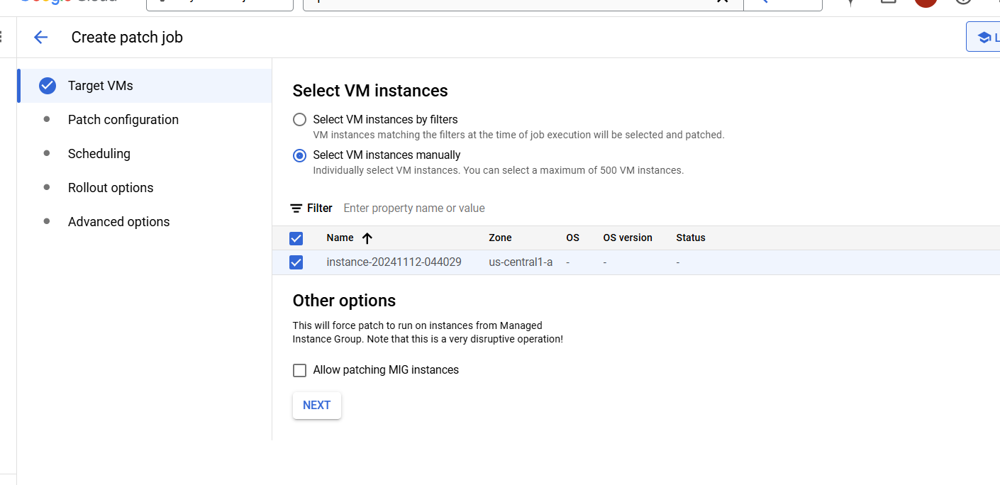 Create patch job
L
Target VMs
Patch configuration
Scheduling
Rollout options
Advanced options
Select VM instances
Select VM instances by filters
VM instances matching the filters at the time of job execution will be selected and patched.
Select VM instances manually
Individually select VM instances. You can select a maximum of 500 VM instances.
Filter Enter property name or value
Name Zone OS OS version Status
instance-20241112-044029 us-central1-a - - -
Other options
This will force patch to run on instances from Managed
Instance Group. Note that this is a very disruptive operation!
Allow patching MIG instances
NEXT